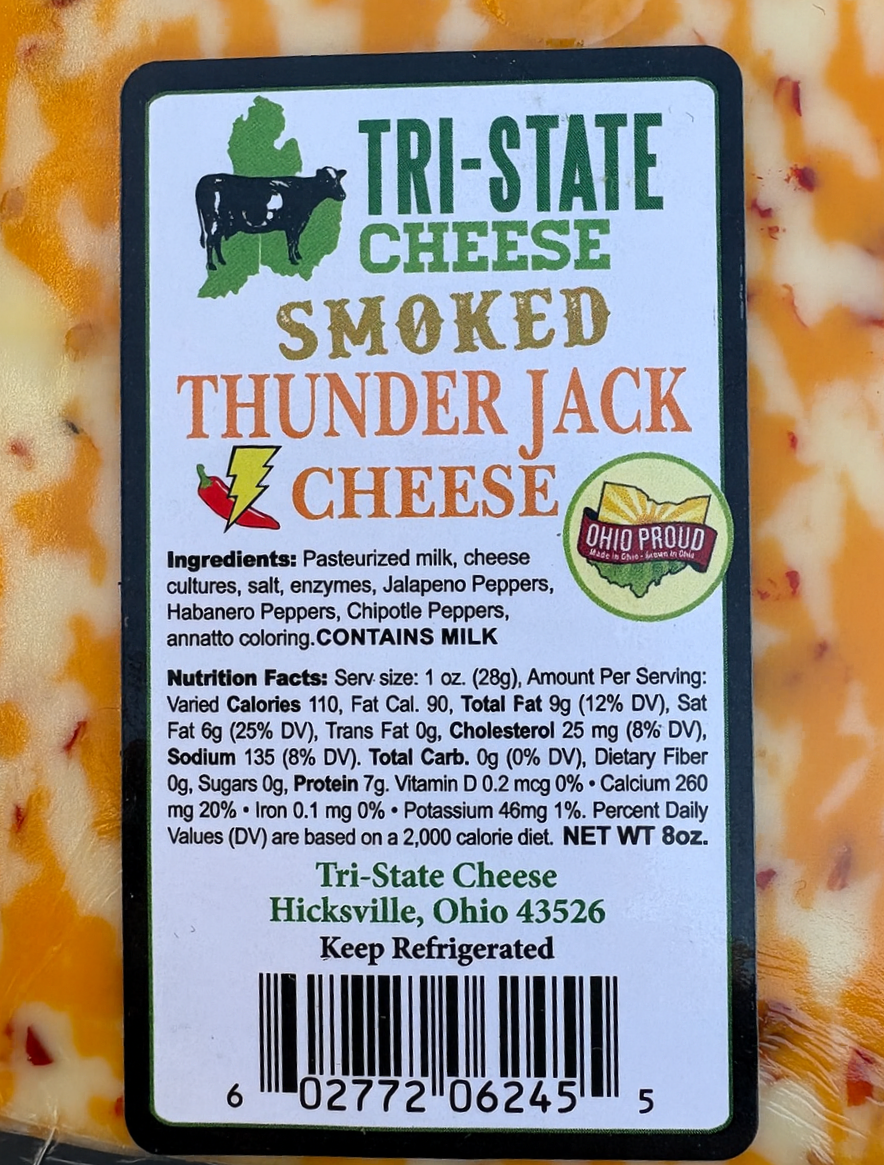 TRI-STATE
CHEESE
SMOKED
THUNDER JACK
CHEESE
OHIO PROUD
Made in Ohio - Grown in Ohio
Ingredients: Pasteurized milk, cheese
cultures, salt, enzymes, Jalapeno Peppers,
Habanero Peppers, Chipotle Peppers,
annatto coloring.CONTAINS MILK
Nutrition Facts: Serv size: 1 oz. (28g), Amount Per Serving:
Varied Calories 110, Fat Cal. 90, Total Fat 9g (12% DV), Sat
Fat 6g (25% DV), Trans Fat 0g, Cholesterol 25 mg (8% DV),
Sodium 135 (8% DV). Total Carb. 0g (0% DV), Dietary Fiber
0g, Sugars 0g, Protein 7g. Vitamin D 0.2 mcg 0% • Calcium 260
mg 20% • Iron 0.1 mg 0% • Potassium 46mg 1%. Percent Daily
Values (DV) are based on a 2,000 calorie diet. NET WT 8oz.
Tri-State Cheese
Hicksville, Ohio 43526
Keep Refrigerated
6 02772 06245 5